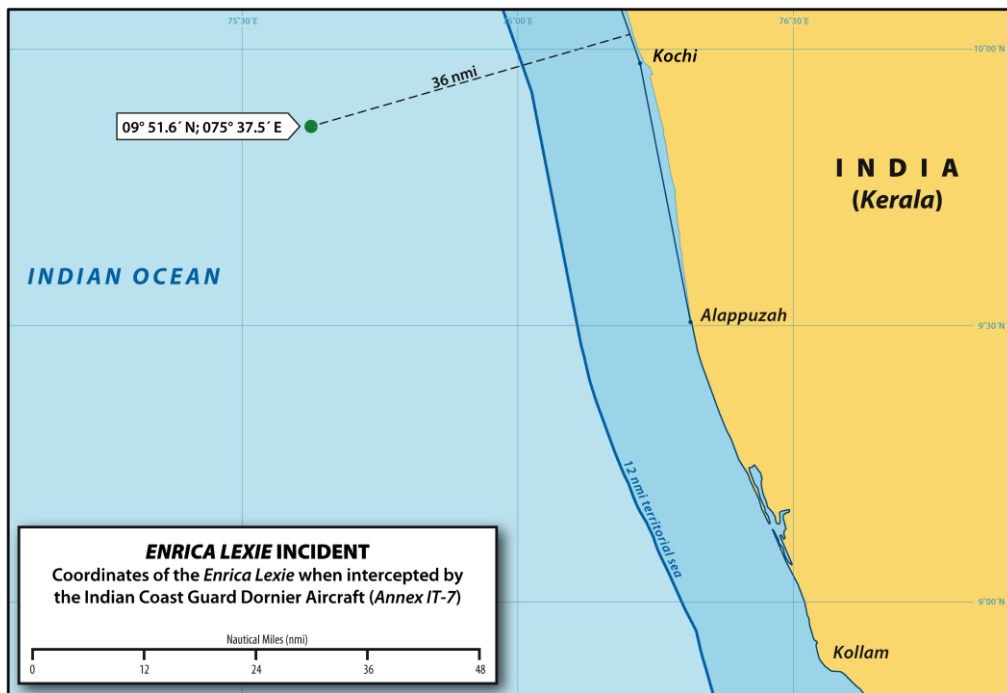 75°30'E
75°00'E
76°30'E
10°00'N
Kochi
36 nmi
09° 51.6´ N; 075° 37.5´ E
I N D I A
(Kerala)
INDIAN OCEAN
Alappuzah
9°30'N
12 nmi territorial sea
ENRICA LEXIE INCIDENT
Coordinates of the Enrica Lexie when intercepted by
the Indian Coast Guard Dornier Aircraft (Annex IT-7)
9°00'N
Nautical Miles (nmi)
0 12 24 36 48
Kollam